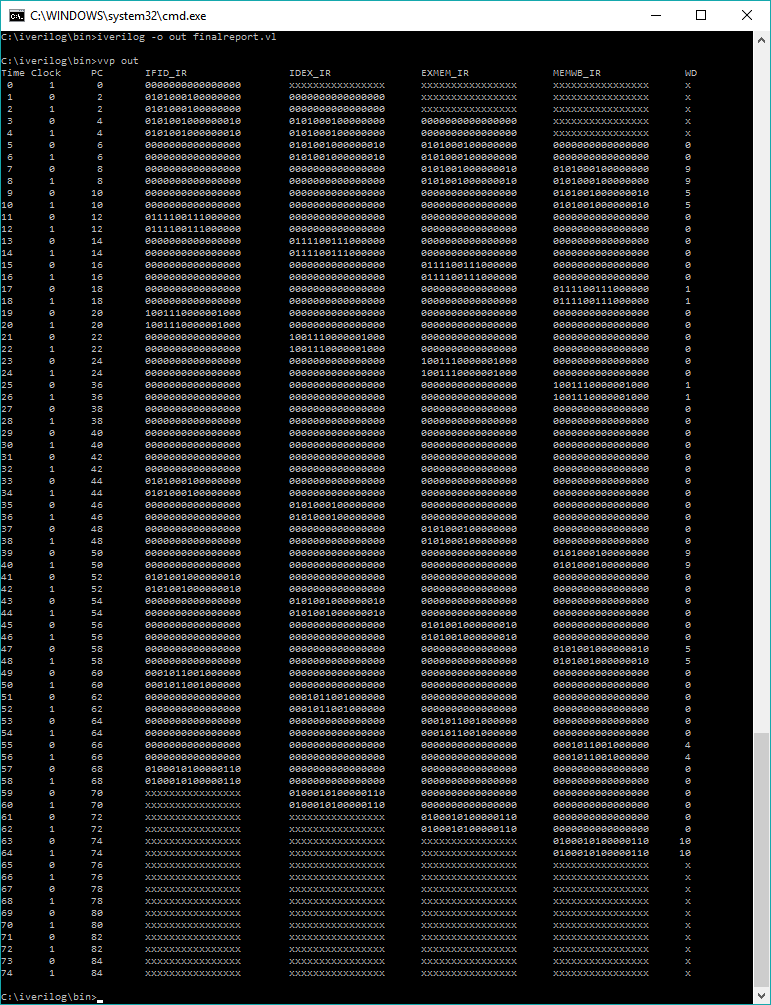 C:\WINDOWS\system32\cmd.exe
C:\iverilog\bin>iverilog -o out finalreport.vl
C:\iverilog\bin>vvp out
Time Clock PC IFID_IR IDEX_IR EXMEM_IR MEMWB_IR WD
0 1 0 0000000000000000 xxxxxxxxxxxxxxxx xxxxxxxxxxxxxxxx xxxxxxxxxxxxxxxx x
1 0 2 0101000100000000 0000000000000000 xxxxxxxxxxxxxxxx xxxxxxxxxxxxxxxx x
2 1 2 0101000100000000 0000000000000000 xxxxxxxxxxxxxxxx xxxxxxxxxxxxxxxx x
3 0 4 0101001000000010 0101000100000000 0000000000000000 xxxxxxxxxxxxxxxx x
4 1 4 0101001000000010 0101000100000000 0000000000000000 xxxxxxxxxxxxxxxx x
5 0 6 0000000000000000 0101001000000010 0101000100000000 0000000000000000 0
6 1 6 0000000000000000 0101001000000010 0101000100000000 0000000000000000 0
7 0 8 0000000000000000 0000000000000000 0101001000000010 0101000100000000 9
8 1 8 0000000000000000 0000000000000000 0101001000000010 0101000100000000 9
9 0 10 0000000000000000 0000000000000000 0000000000000000 0101001000000010 5
10 1 10 0000000000000000 0000000000000000 0000000000000000 0101001000000010 5
11 0 12 0111100111000000 0000000000000000 0000000000000000 0000000000000000 0
12 1 12 0111100111000000 0000000000000000 0000000000000000 0000000000000000 0
13 0 14 0000000000000000 0111100111000000 0000000000000000 0000000000000000 0
14 1 14 0000000000000000 0111100111000000 0000000000000000 0000000000000000 0
15 0 16 0000000000000000 0000000000000000 0111100111000000 0000000000000000 0
16 1 16 0000000000000000 0000000000000000 0111100111000000 0000000000000000 0
17 0 18 0000000000000000 0000000000000000 0000000000000000 0111100111000000 1
18 1 18 0000000000000000 0000000000000000 0000000000000000 0111100111000000 1
19 0 20 1001110000001000 0000000000000000 0000000000000000 0000000000000000 0
20 1 20 1001110000001000 0000000000000000 0000000000000000 0000000000000000 0
21 0 22 0000000000000000 1001110000001000 0000000000000000 0000000000000000 0
22 1 22 0000000000000000 1001110000001000 0000000000000000 0000000000000000 0
23 0 24 0000000000000000 0000000000000000 1001110000001000 0000000000000000 0
24 1 24 0000000000000000 0000000000000000 1001110000001000 0000000000000000 0
25 0 36 0000000000000000 0000000000000000 0000000000000000 1001110000001000 1
26 1 36 0000000000000000 0000000000000000 0000000000000000 1001110000001000 1
27 0 38 0000000000000000 0000000000000000 0000000000000000 0000000000000000 0
28 1 38 0000000000000000 0000000000000000 0000000000000000 0000000000000000 0
29 0 40 0000000000000000 0000000000000000 0000000000000000 0000000000000000 0
30 1 40 0000000000000000 0000000000000000 0000000000000000 0000000000000000 0
31 0 42 0000000000000000 0000000000000000 0000000000000000 0000000000000000 0
32 1 42 0000000000000000 0000000000000000 0000000000000000 0000000000000000 0
33 0 44 0101000100000000 0000000000000000 0000000000000000 0000000000000000 0
34 1 44 0101000100000000 0000000000000000 0000000000000000 0000000000000000 0
35 0 46 0000000000000000 0101000100000000 0000000000000000 0000000000000000 0
36 1 46 0000000000000000 0101000100000000 0000000000000000 0000000000000000 0
37 0 48 0000000000000000 0000000000000000 0101000100000000 0000000000000000 0
38 1 48 0000000000000000 0000000000000000 0101000100000000 0000000000000000 0
39 0 50 0000000000000000 0000000000000000 0000000000000000 0101000100000000 9
40 1 50 0000000000000000 0000000000000000 0000000000000000 0101000100000000 9
41 0 52 0101001000000010 0000000000000000 0000000000000000 0000000000000000 0
42 1 52 0101001000000010 0000000000000000 0000000000000000 0000000000000000 0
43 0 54 0000000000000000 0101001000000010 0000000000000000 0000000000000000 0
44 1 54 0000000000000000 0101001000000010 0000000000000000 0000000000000000 0
45 0 56 0000000000000000 0000000000000000 0101001000000010 0000000000000000 0
46 1 56 0000000000000000 0000000000000000 0101001000000010 0000000000000000 0
47 0 58 0000000000000000 0000000000000000 0000000000000000 0101001000000010 5
48 1 58 0000000000000000 0000000000000000 0000000000000000 0101001000000010 5
49 0 60 0001011001000000 0000000000000000 0000000000000000 0000000000000000 0
50 1 60 0001011001000000 0000000000000000 0000000000000000 0000000000000000 0
51 0 62 0000000000000000 0001011001000000 0000000000000000 0000000000000000 0
52 1 62 0000000000000000 0001011001000000 0000000000000000 0000000000000000 0
53 0 64 0000000000000000 0000000000000000 0001011001000000 0000000000000000 0
54 1 64 0000000000000000 0000000000000000 0001011001000000 0000000000000000 0
55 0 66 0000000000000000 0000000000000000 0000000000000000 0001011001000000 4
56 1 66 0000000000000000 0000000000000000 0000000000000000 0001011001000000 4
57 0 68 0100010100000110 0000000000000000 0000000000000000 0000000000000000 0
58 1 68 0100010100000110 0000000000000000 0000000000000000 0000000000000000 0
59 0 70 xxxxxxxxxxxxxxxx 0100010100000110 0000000000000000 0000000000000000 0
60 1 70 xxxxxxxxxxxxxxxx 0100010100000110 0000000000000000 0000000000000000 0
61 0 72 xxxxxxxxxxxxxxxx xxxxxxxxxxxxxxxx 0100010100000110 0000000000000000 0
62 1 72 xxxxxxxxxxxxxxxx xxxxxxxxxxxxxxxx 0100010100000110 0000000000000000 0
63 0 74 xxxxxxxxxxxxxxxx xxxxxxxxxxxxxxxx xxxxxxxxxxxxxxxx 0100010100000110 10
64 1 74 xxxxxxxxxxxxxxxx xxxxxxxxxxxxxxxx xxxxxxxxxxxxxxxx 0100010100000110 10
65 0 76 xxxxxxxxxxxxxxxx xxxxxxxxxxxxxxxx xxxxxxxxxxxxxxxx xxxxxxxxxxxxxxxx x
66 1 76 xxxxxxxxxxxxxxxx xxxxxxxxxxxxxxxx xxxxxxxxxxxxxxxx xxxxxxxxxxxxxxxx x
67 0 78 xxxxxxxxxxxxxxxx xxxxxxxxxxxxxxxx xxxxxxxxxxxxxxxx xxxxxxxxxxxxxxxx x
68 1 78 xxxxxxxxxxxxxxxx xxxxxxxxxxxxxxxx xxxxxxxxxxxxxxxx xxxxxxxxxxxxxxxx x
69 0 80 xxxxxxxxxxxxxxxx xxxxxxxxxxxxxxxx xxxxxxxxxxxxxxxx xxxxxxxxxxxxxxxx x
70 1 80 xxxxxxxxxxxxxxxx xxxxxxxxxxxxxxxx xxxxxxxxxxxxxxxx xxxxxxxxxxxxxxxx x
71 0 82 xxxxxxxxxxxxxxxx xxxxxxxxxxxxxxxx xxxxxxxxxxxxxxxx xxxxxxxxxxxxxxxx x
72 1 82 xxxxxxxxxxxxxxxx xxxxxxxxxxxxxxxx xxxxxxxxxxxxxxxx xxxxxxxxxxxxxxxx x
73 0 84 xxxxxxxxxxxxxxxx xxxxxxxxxxxxxxxx xxxxxxxxxxxxxxxx xxxxxxxxxxxxxxxx x
74 1 84 xxxxxxxxxxxxxxxx xxxxxxxxxxxxxxxx xxxxxxxxxxxxxxxx xxxxxxxxxxxxxxxx x
C:\iverilog\bin>